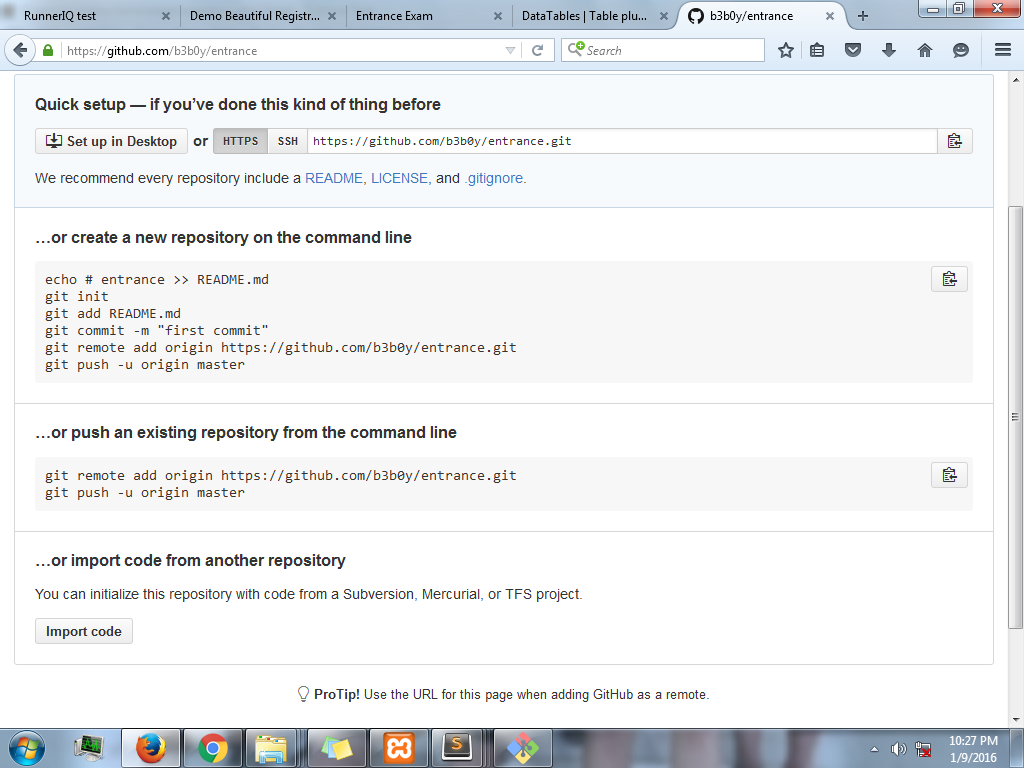 RunnerIQ test
Demo Beautiful Registr...
Entrance Exam
DataTables | Table plu...
b3b0y/entrance
https://github.com/b3b0y/entrance
Search
Quick setup — if you've done this kind of thing before
Set up in Desktop or HTTPS SSH https://github.com/b3b0y/entrance.git
We recommend every repository include a README, LICENSE, and .gitignore.
…or create a new repository on the command line
echo # entrance >> README.md
git init
git add README.md
git commit -m "first commit"
git remote add origin https://github.com/b3b0y/entrance.git
git push -u origin master
…or push an existing repository from the command line
git remote add origin https://github.com/b3b0y/entrance.git
git push -u origin master
…or import code from another repository
You can initialize this repository with code from a Subversion, Mercurial, or TFS project.
Import code
ProTip! Use the URL for this page when adding GitHub as a remote.
10:27 PM
1/9/2016